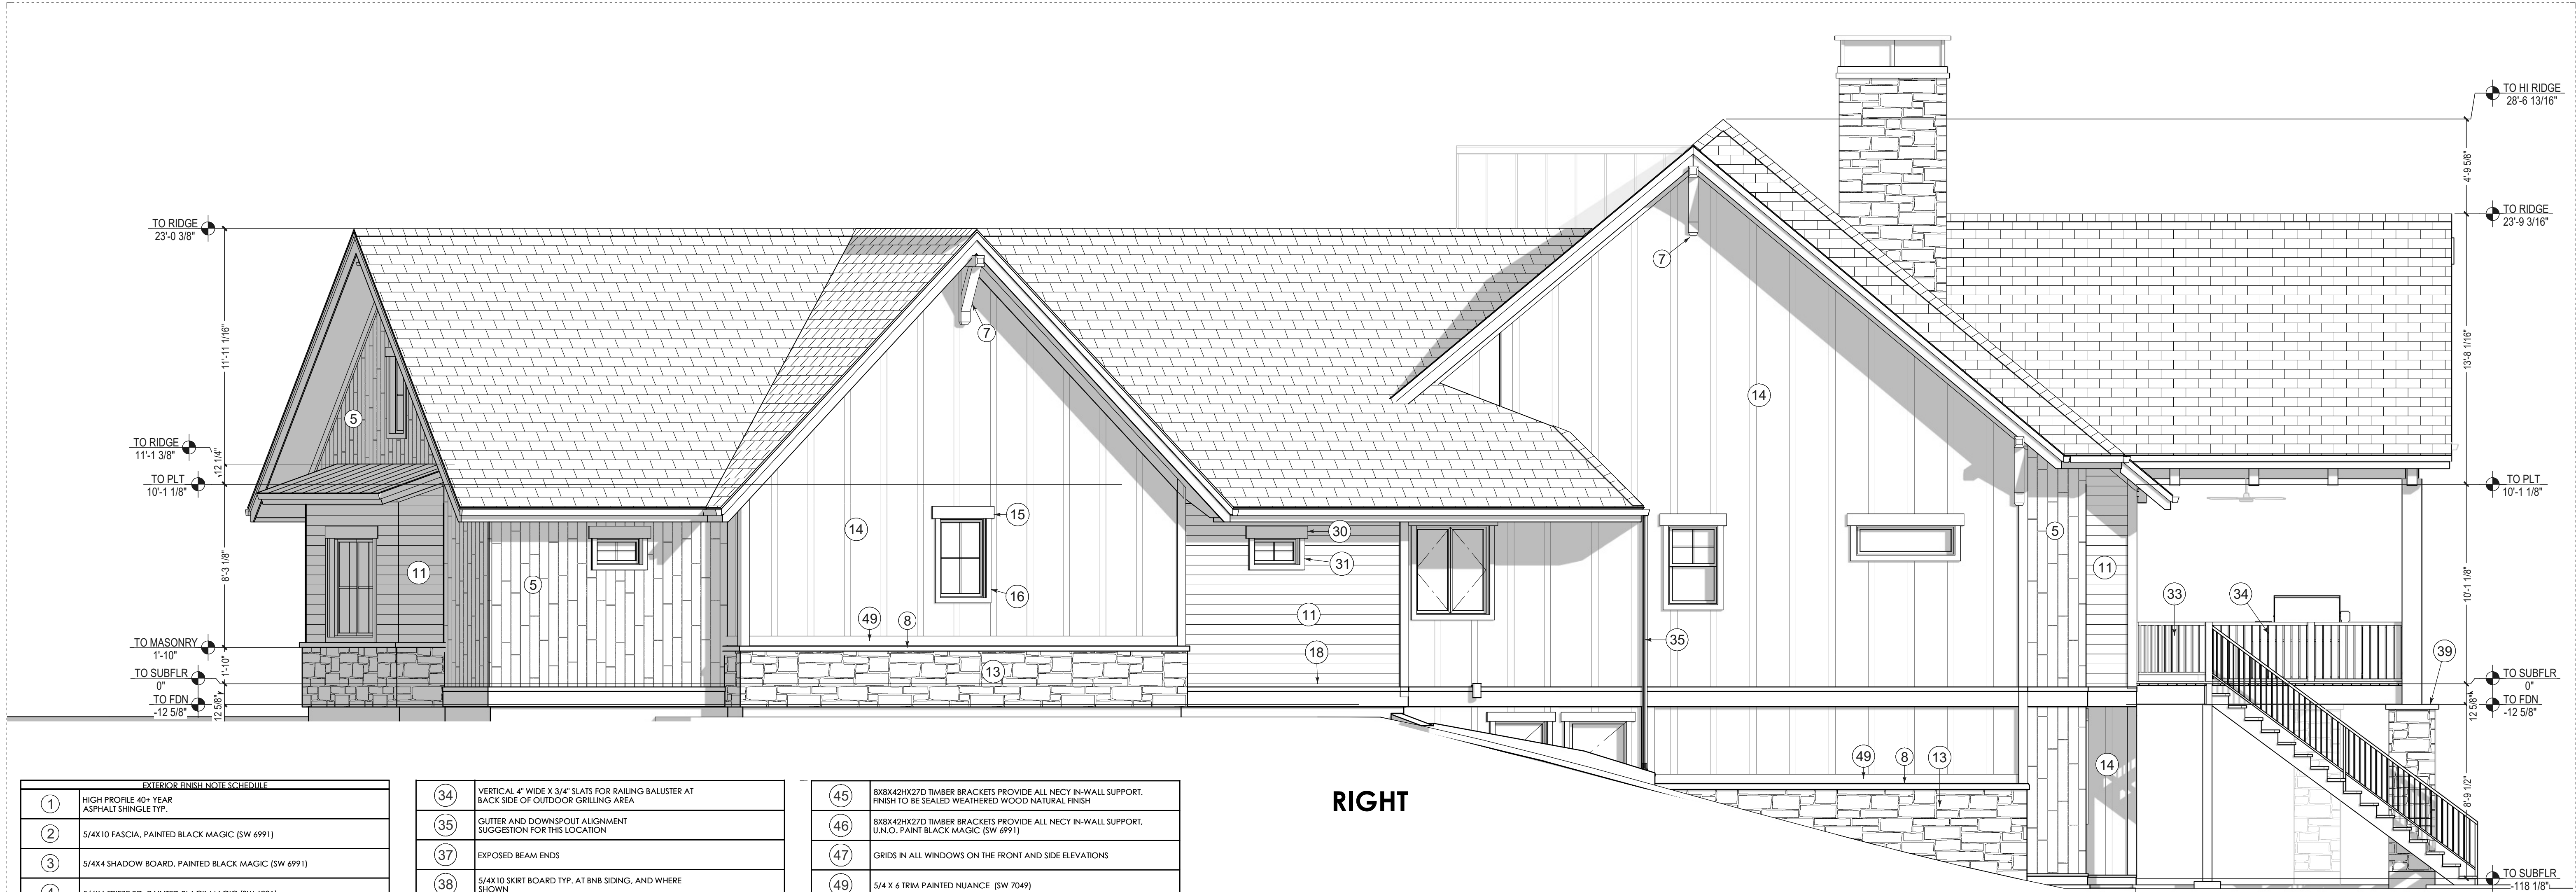 TO HI RIDGE
28'-6 13/16"
4'-9 5/8"
TO RIDGE
23'-0 3/8"
TO RIDGE
23'-9 3/16"
7
7
11'-11 1/16"
13'-8 1/16"
14
5
TO RIDGE
11'-1 3/8"
12 1/4"
TO PLT
10'-1 1/8"
TO PLT
10'-1 1/8"
15
14
30
5
31
11
5
11
16
8'-3 1/8"
10'-1 1/8"
33
34
49
8
11
35
18
39
TO MASONRY
1'-10"
1'-10"
13
TO SUBFLR
0"
TO SUBFLR
0"
TO FDN
-12 5/8"
12 5/8"
12 5/8"
TO FDN
-12 5/8"
49
8
13
14
8'-9 1/2"
TO SUBFLR
-118 1/8"
RIGHT
EXTERIOR FINISH NOTE SCHEDULE
1
HIGH PROFILE 40+ YEAR
ASPHALT SHINGLE TYP.
2
5/4X10 FASCIA, PAINTED BLACK MAGIC (SW 6991)
3
5/4X4 SHADOW BOARD, PAINTED BLACK MAGIC (SW 6991)
34
VERTICAL 4" WIDE X 3/4" SLATS FOR RAILING BALUSTER AT
BACK SIDE OF OUTDOOR GRILLING AREA
35
GUTTER AND DOWNSPOUT ALIGNMENT
SUGGESTION FOR THIS LOCATION
37
EXPOSED BEAM ENDS
38
5/4X10 SKIRT BOARD TYP. AT BNB SIDING, AND WHERE
SHOWN
45
8X8X42HX27D TIMBER BRACKETS PROVIDE ALL NECY IN-WALL SUPPORT.
FINISH TO BE SEALED WEATHERED WOOD NATURAL FINISH
46
8X8X42HX27D TIMBER BRACKETS PROVIDE ALL NECY IN-WALL SUPPORT,
U.N.O. PAINT BLACK MAGIC (SW 6991)
47
GRIDS IN ALL WINDOWS ON THE FRONT AND SIDE ELEVATIONS
49
5/4 X 6 TRIM PAINTED NUANCE (SW 7049)